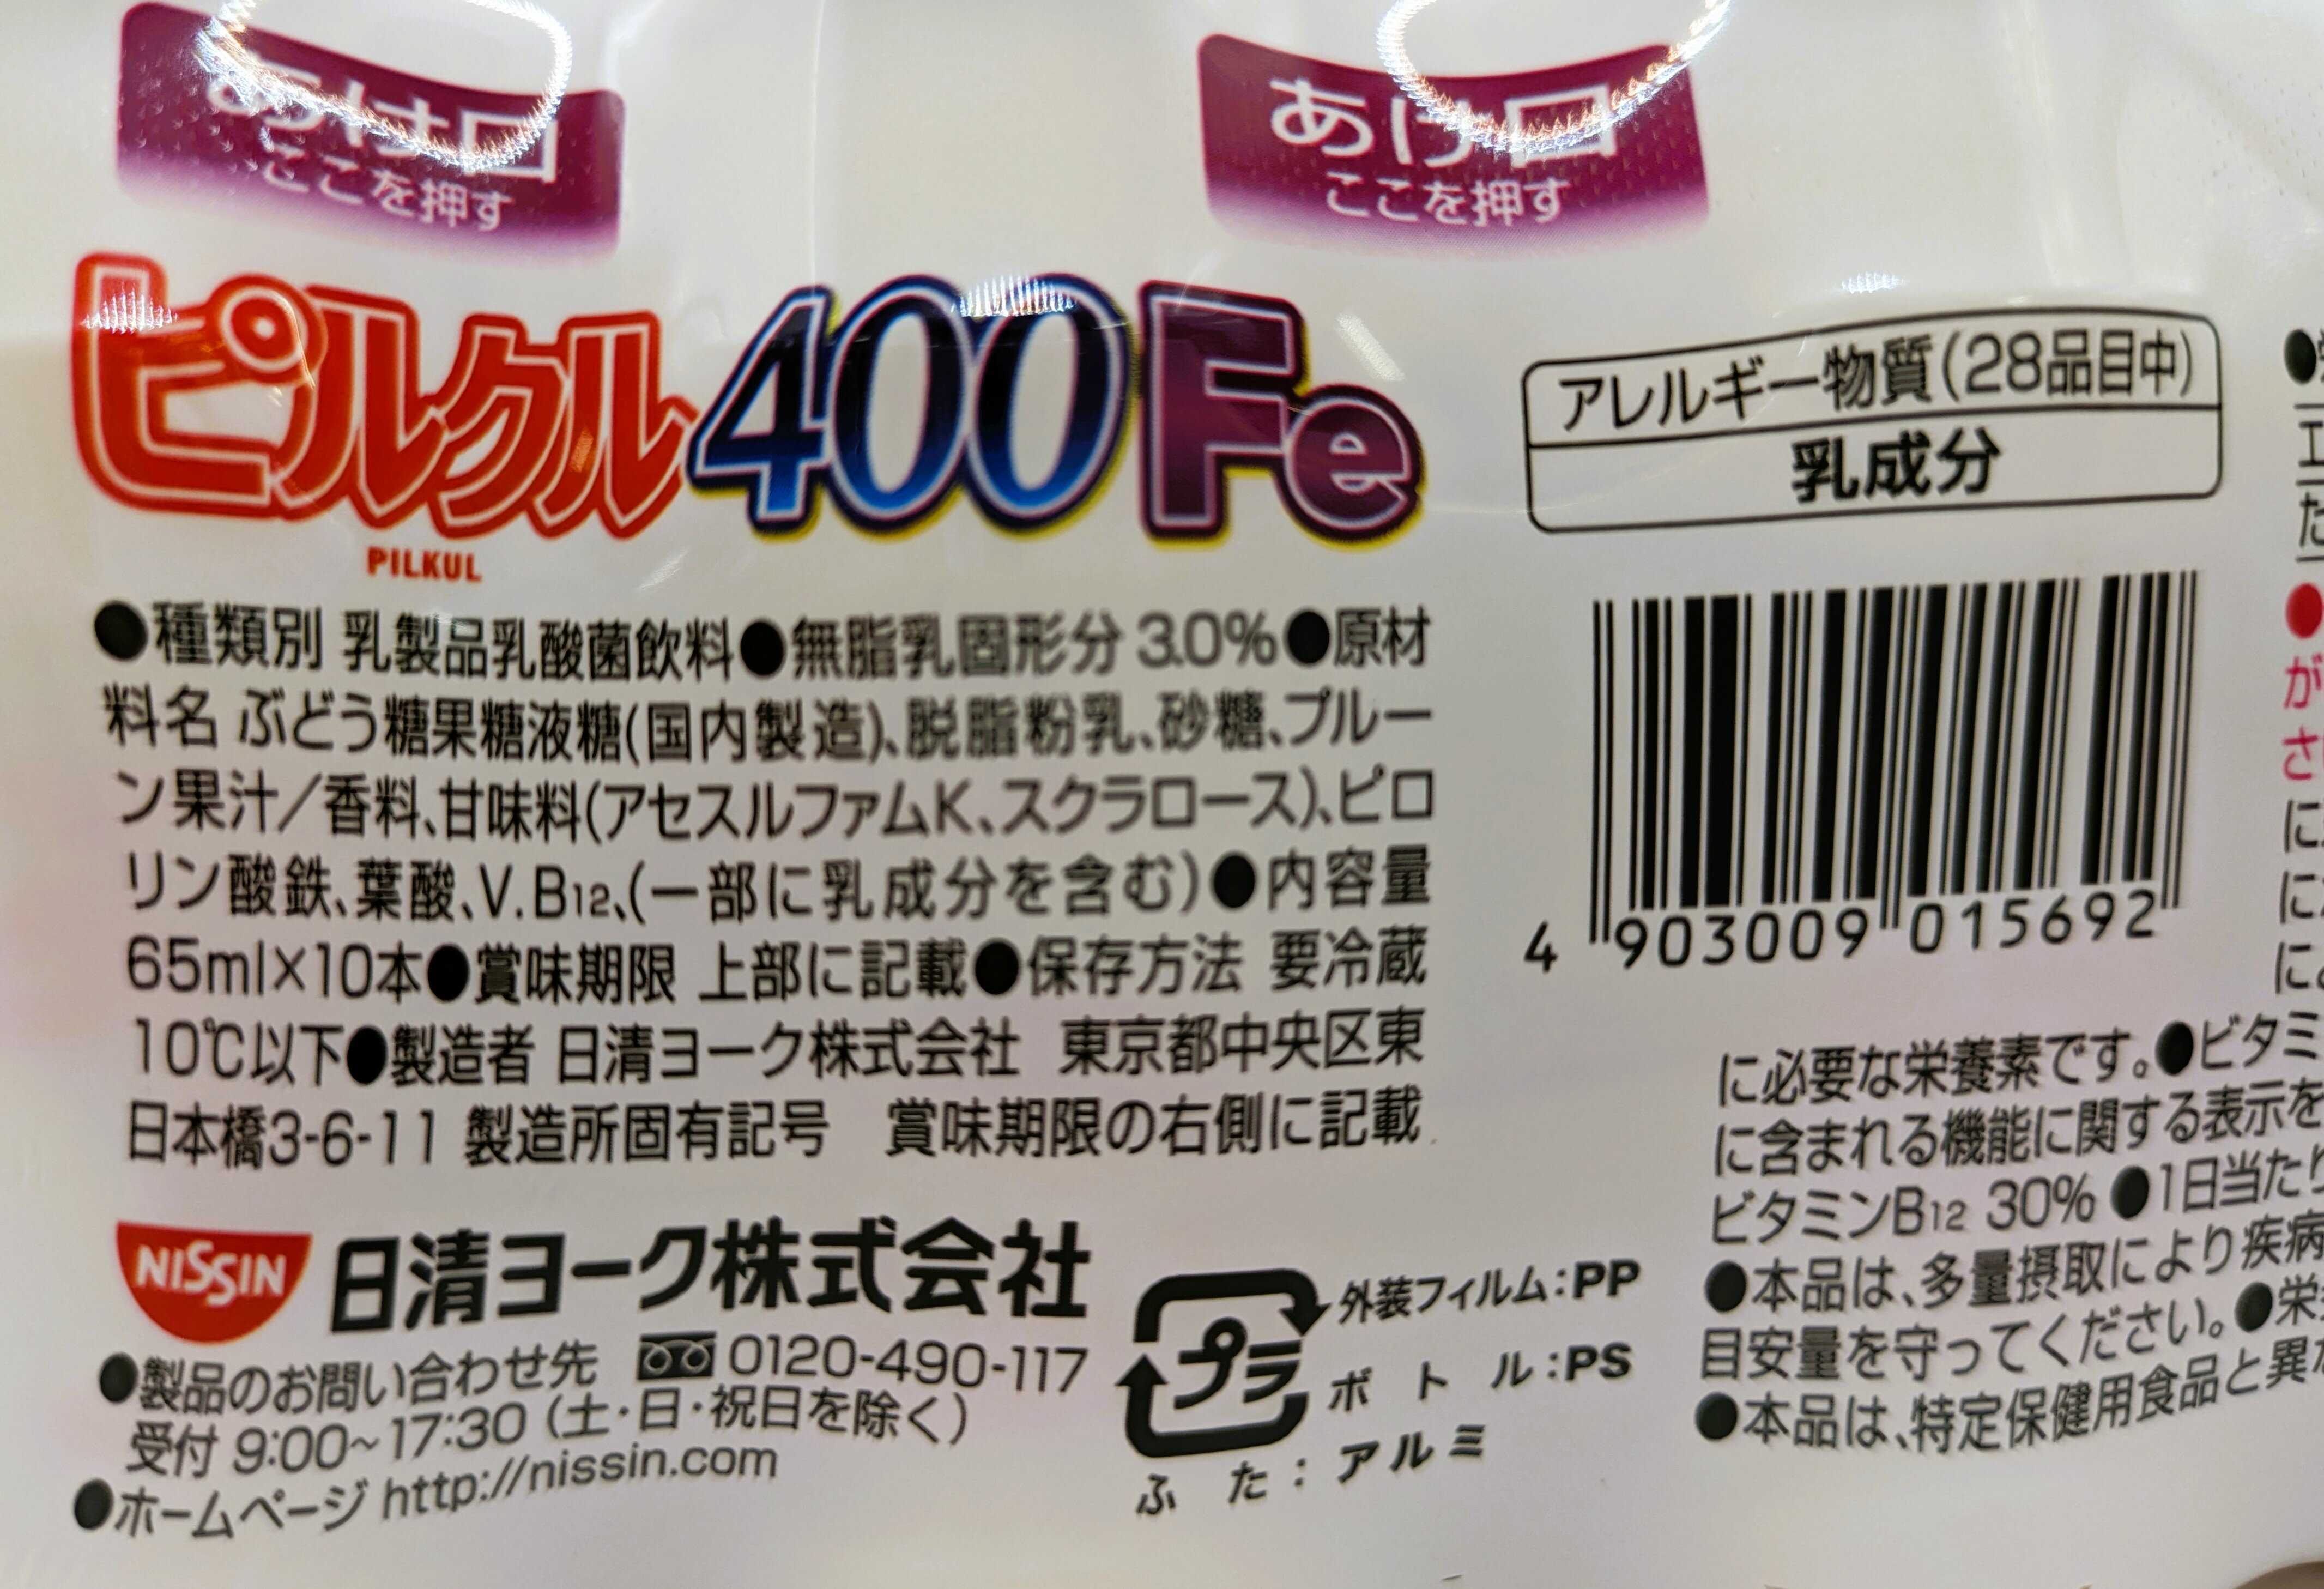 あけ口
ここを押す
あけ口
ここを押す
ピルクル400Fe
PILKUL
アレルギー物質(28品目中)
乳成分
●種類別 乳製品乳酸菌飲料●無脂乳固形分 3.0%●原材
料名 ぶどう糖果糖液糖(国内製造)、脱脂粉乳、砂糖、プルー
ン果汁/香料、甘味料(アセスルファムK、スクラロース)、ピロ
リン酸鉄、葉酸、V.B12、(一部に乳成分を含む)●内容量
65ml×10本●賞味期限 上部に記載●保存方法 要冷蔵
10℃以下●製造者 日清ヨーク株式会社 東京都中央区東
日本橋3-6-11 製造所固有記号 賞味期限の右側に記載
4 903009 015692
NISSIN 日清ヨーク株式会社
●製品のお問い合わせ先 0120-490-117
受付 9:00~17:30 (土・日・祝日を除く)
●ホームページ http://nissin.com
プラ
外装フィルム:PP
ボトル:PS
ふた:アルミ
が
さ
に
に
に
に必要な栄養素です。●ビタミ
に含まれる機能に関する表示を
ビタミンB12 30% ●1日当たり
●本品は、多量摂取により疾病
目安量を守ってください。●栄
●本品は、特定保健用食品と異な